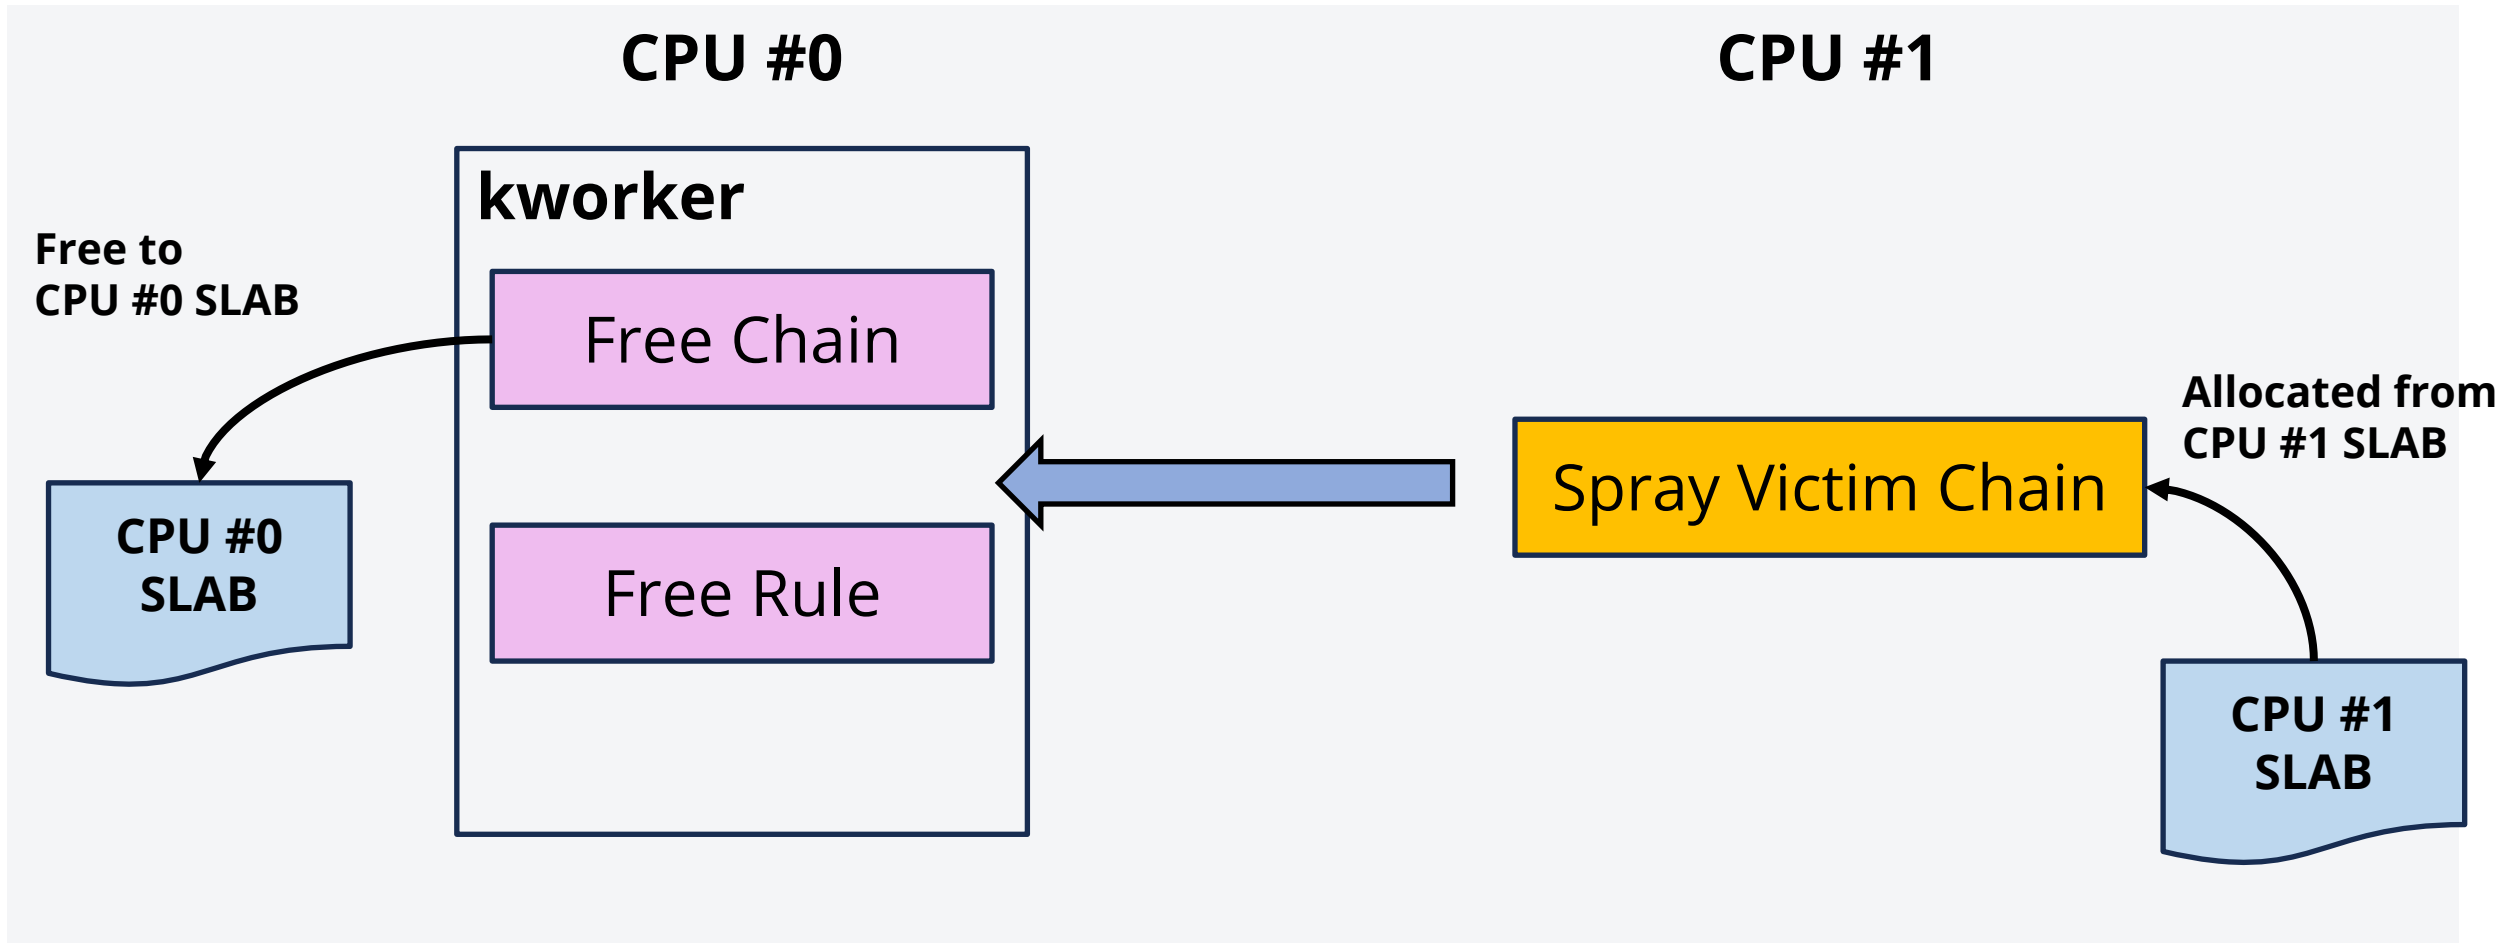 CPU #0
CPU #1
kworker
Free to
CPU #0 SLAB
Free Chain
Allocated from
CPU #1 SLAB
Spray Victim Chain
CPU #0
SLAB
Free Rule
CPU #1
SLAB